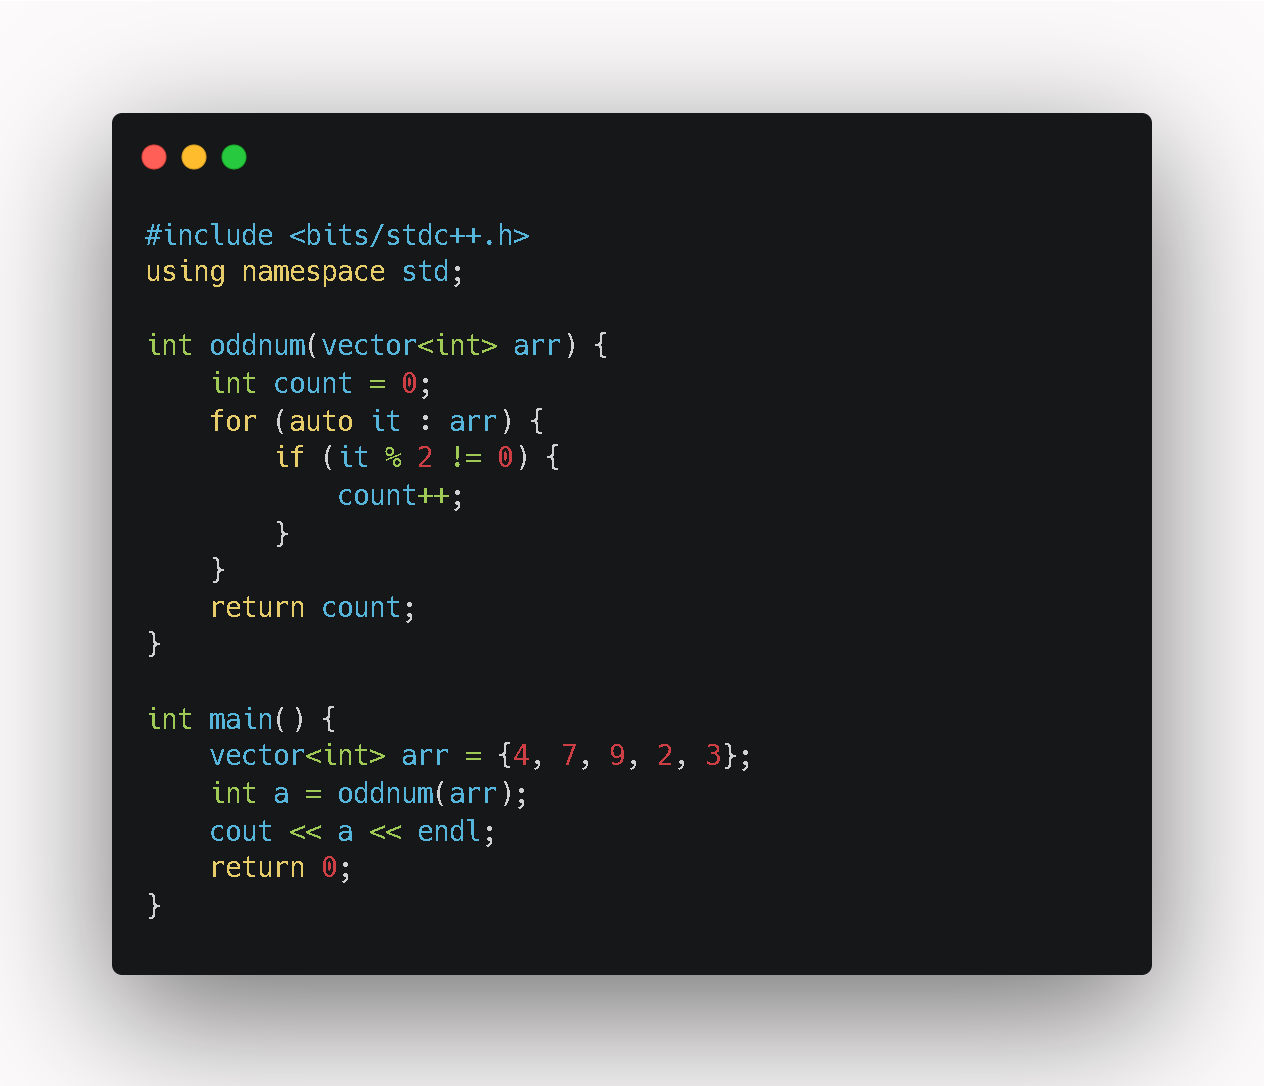 #include <bits/stdc++.h>
using namespace std;

int oddnum(vector<int> arr) {
    int count = 0;
    for (auto it : arr) {
        if (it % 2 != 0) {
            count++;
        }
    }
    return count;
}

int main() {
    vector<int> arr = {4, 7, 9, 2, 3};
    int a = oddnum(arr);
    cout << a << endl;
    return 0;
}